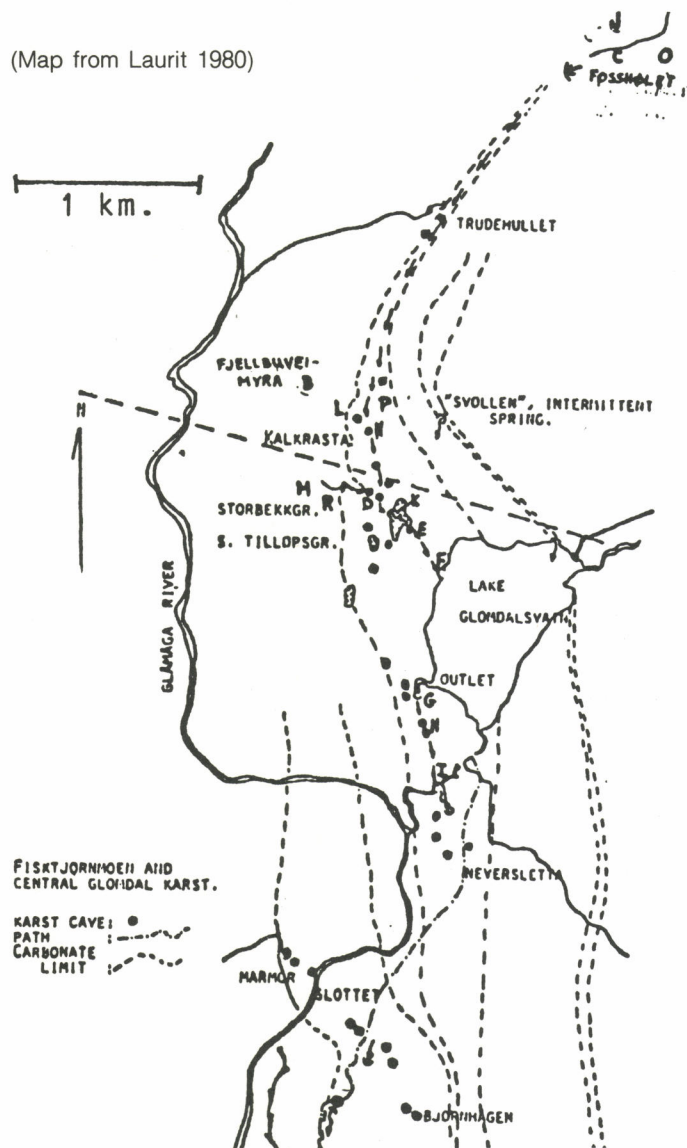 (Map from Laurit 1980)
N
C O
FOSSHOLET
1 km.
TRUDEHULLET
FJELLBUVEI-
MYRA B
L P
N
"SVOLLEN", INTERMITTENT
SPRING.
KALKRASTA
N
M
R D K
STORBEKKGR.
E
S. TILLOPSGR.
F
LAKE
GLOMDALSVATN
GLÅMÅGA RIVER
OUTLET
G
H
I
FISKTJORNMOEN AND
CENTRAL GLOMDAL KARST.
NEVERSLETTA
KARST CAVE:
PATH :
CARBONATE
LIMIT :
MARMOR
SLOTTET
BJORNHAGEN